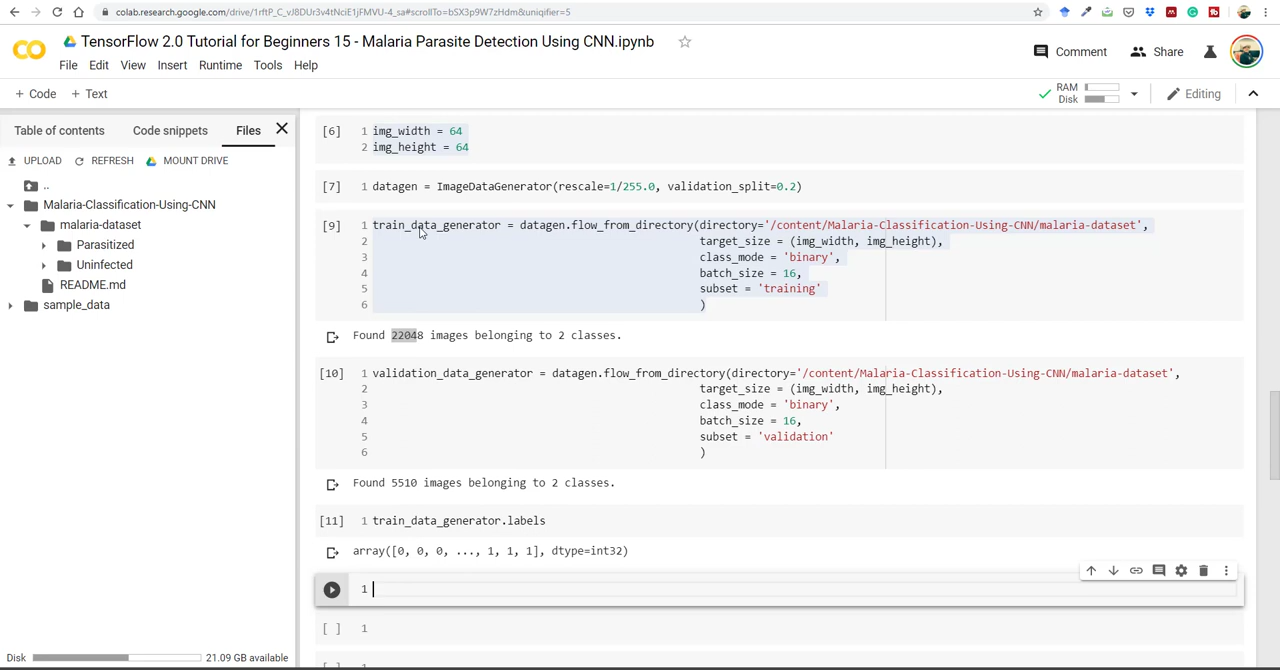 colab.research.google.com/drive/1rftP_C_vJ8DUr3v4tNciE1jFMVU-4_sa#scrollTo=bSX3p9W7zHdm&uniqifier=5
TensorFlow 2.0 Tutorial for Beginners 15 - Malaria Parasite Detection Using CNN.ipynb
File Edit View Insert Runtime Tools Help
Comment Share
+ Code + Text
RAM
Disk
Editing
Table of contents Code snippets Files
UPLOAD REFRESH MOUNT DRIVE
..
Malaria-Classification-Using-CNN
malaria-dataset
Parasitized
Uninfected
README.md
sample_data
Disk 21.09 GB available
[6] 1 img_width = 64
2 img_height = 64
[7] 1 datagen = ImageDataGenerator(rescale=1/255.0, validation_split=0.2)
[9] 1 train_data_generator = datagen.flow_from_directory(directory='/content/Malaria-Classification-Using-CNN/malaria-dataset',
2 target_size = (img_width, img_height),
3 class_mode = 'binary',
4 batch_size = 16,
5 subset = 'training'
6 )
Found 22048 images belonging to 2 classes.
[10] 1 validation_data_generator = datagen.flow_from_directory(directory='/content/Malaria-Classification-Using-CNN/malaria-dataset',
2 target_size = (img_width, img_height),
3 class_mode = 'binary',
4 batch_size = 16,
5 subset = 'validation'
6 )
Found 5510 images belonging to 2 classes.
[11] 1 train_data_generator.labels
array([0, 0, 0, ..., 1, 1, 1], dtype=int32)
1
[ ] 1